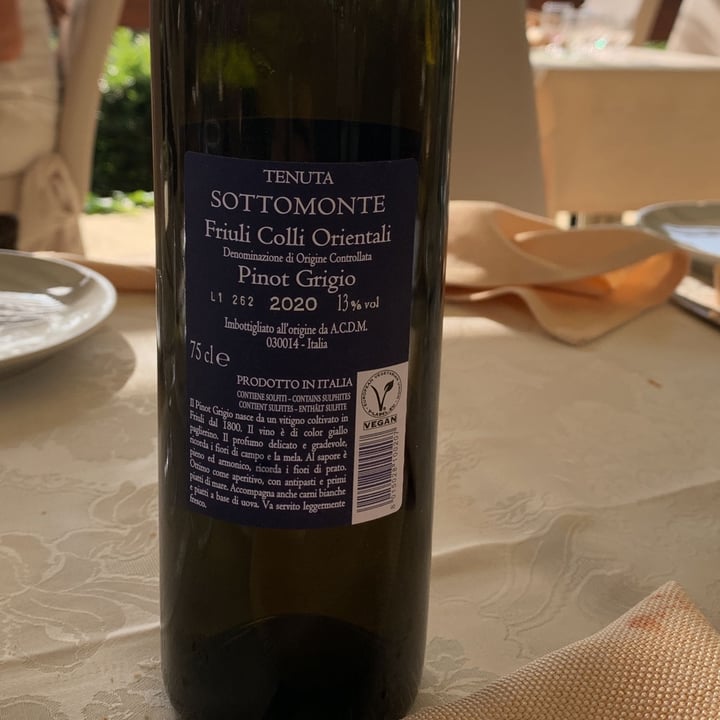 TENUTA
SOTTOMONTE
Friuli Colli Orientali
Denominazione di Origine Controllata
Pinot Grigio
L1 262 2020 13% vol
Imbottigliato all'origine da A.C.D.M.
030014 - Italia
75 cl e
PRODOTTO IN ITALIA
CONTIENE SOLFITI - CONTAINS SULPHITES
CONTIENT SULFITES - ENTHÄLT SULFITE
Il Pinot Grigio nasce da un vitigno coltivato in
Friuli dal 1800. Il vino è di color giallo
paglierino. Il profumo delicato e gradevole,
ricorda i fiori di campo e la mela. Al sapore è
pieno ed armonico, ricorda i fiori di prato.
Ottimo come aperitivo, con antipasti e primi
piatti di mare. Accompagna anche carni bianche
e piatti a base di uova. Va servito leggermente
fresco.
EUROPEAN VEGETARIAN
V-LABEL.EU
VEGAN